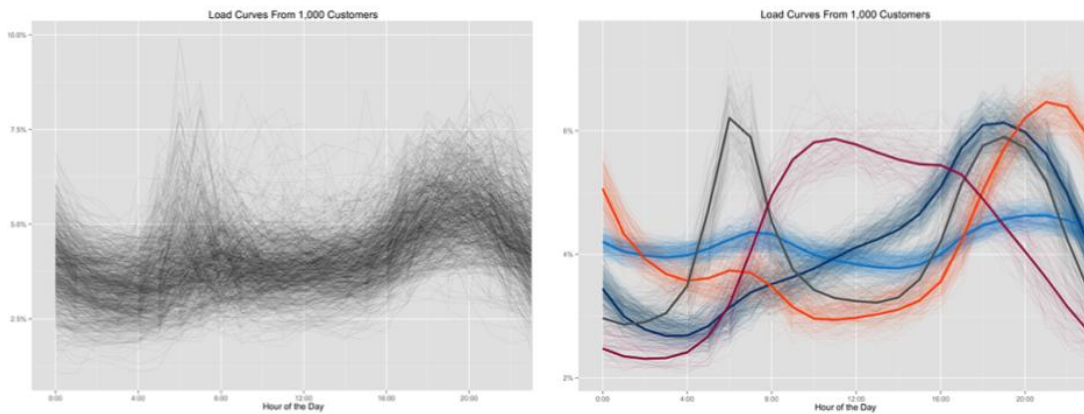 Load Curves From 1,000 Customers
10.0%
7.5%
5.0%
2.5%
0:00 4:00 8:00 12:00 16:00 20:00
Hour of the Day
Load Curves From 1,000 Customers
6%
4%
2%
0:00 4:00 8:00 12:00 16:00 20:00
Hour of the Day